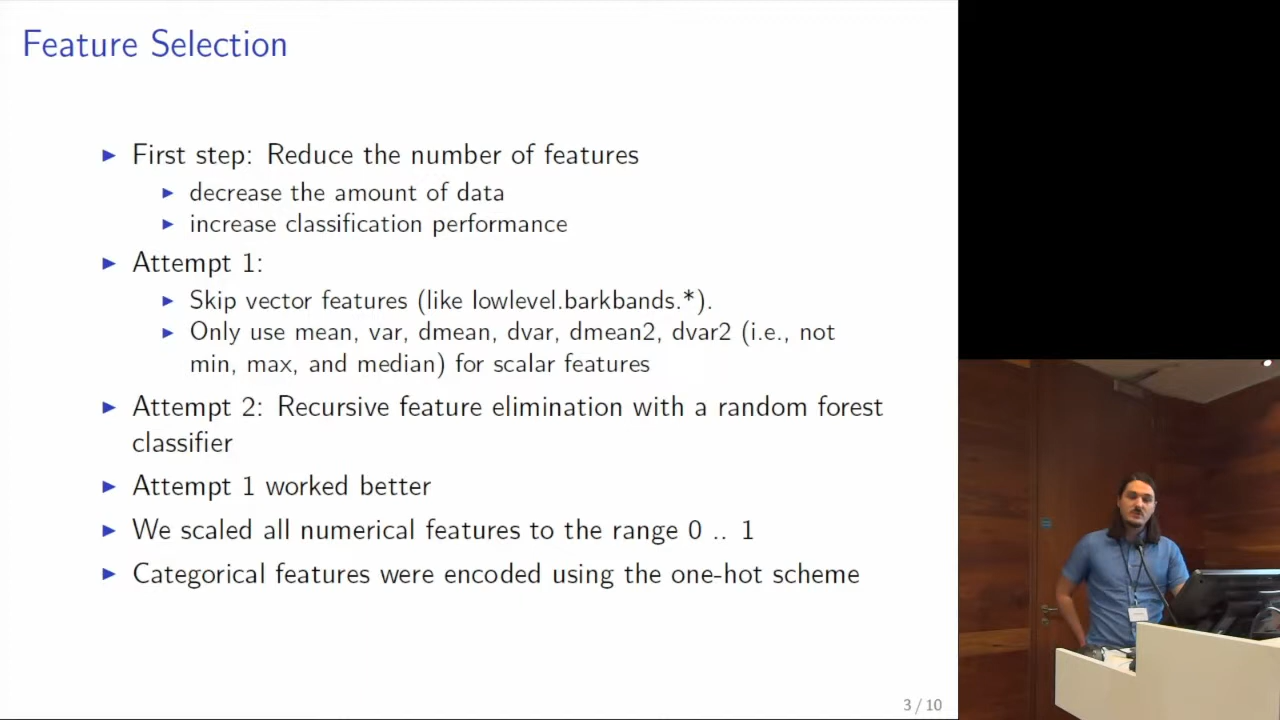 Feature Selection
▶ First step: Reduce the number of features
▶ decrease the amount of data
▶ increase classification performance
▶ Attempt 1:
▶ Skip vector features (like lowlevel.barkbands.*).
▶ Only use mean, var, dmean, dvar, dmean2, dvar2 (i.e., not
min, max, and median) for scalar features
▶ Attempt 2: Recursive feature elimination with a random forest
classifier
▶ Attempt 1 worked better
▶ We scaled all numerical features to the range 0 .. 1
▶ Categorical features were encoded using the one-hot scheme
3 / 10